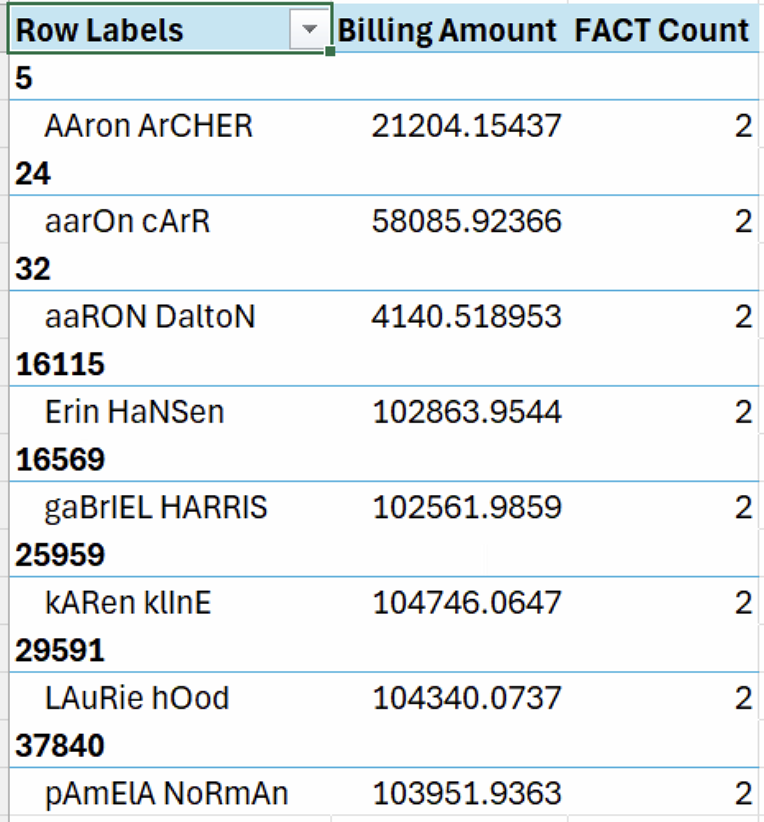 Row Labels Billing Amount FACT Count
5
AAron ArCHER 21204.15437 2
24
aarOn cArR 58085.92366 2
32
aaRON DaltoN 4140.518953 2
16115
Erin HaNSen 102863.9544 2
16569
gaBrIEL HARRIS 102561.9859 2
25959
kARen klInE 104746.0647 2
29591
LAuRie hOod 104340.0737 2
37840
pAmElA NoRmAn 103951.9363 2